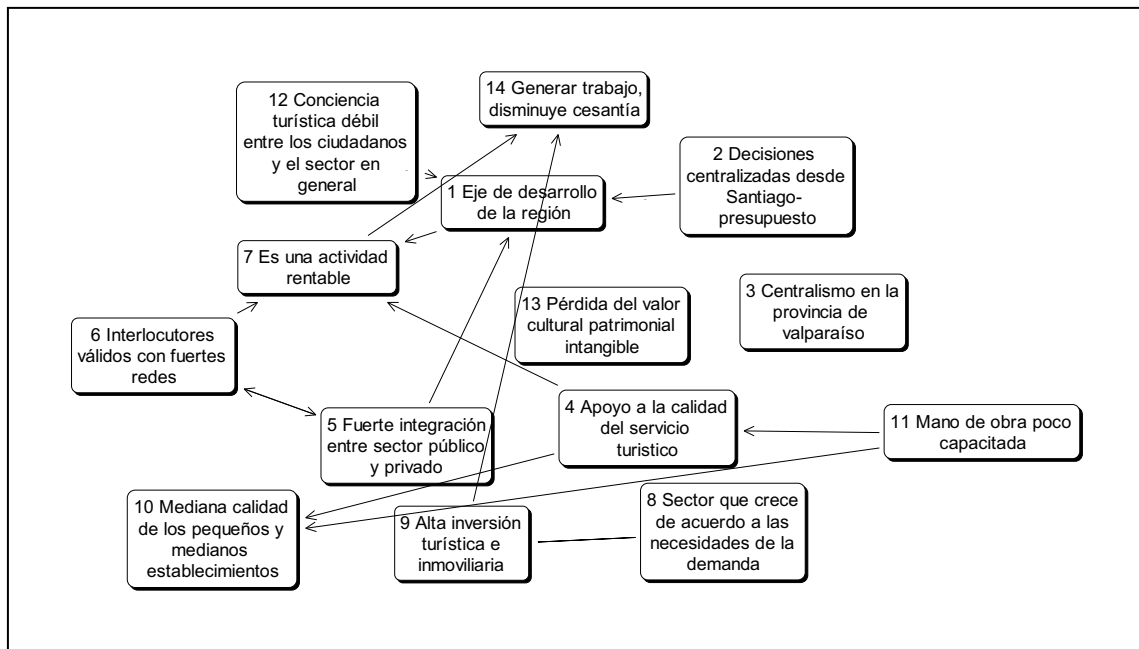 14 Generar trabajo,
disminuye cesantía
12 Conciencia
turística débil
entre los ciudadanos
y el sector en
general
2 Decisiones
centralizadas desde
Santiago-
presupuesto
1 Eje de desarrollo
de la región
7 Es una actividad
rentable
3 Centralismo en la
provincia de
valparaíso
13 Pérdida del valor
cultural patrimonial
intangible
6 Interlocutores
válidos con fuertes
redes
4 Apoyo a la calidad
del servicio
turistico
11 Mano de obra poco
capacitada
5 Fuerte integración
entre sector público
y privado
10 Mediana calidad
de los pequeños y
medianos
establecimientos
9 Alta inversión
turística e
inmoviliaria
8 Sector que crece
de acuerdo a las
necesidades de la
demanda